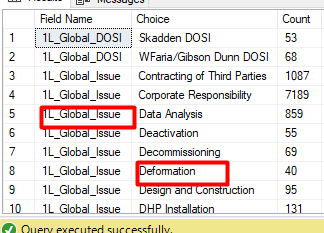 Results Messages
Field Name Choice Count
1 1L_Global_DOSI Skadden DOSI 53
2 1L_Global_DOSI WFaria/Gibson Dunn DOSI 68
3 1L_Global_Issue Contracting of Third Parties 1087
4 1L_Global_Issue Corporate Responsibility 7189
5 1L_Global_Issue Data Analysis 859
6 1L_Global_Issue Deactivation 55
7 1L_Global_Issue Decommissioning 69
8 1L_Global_Issue Deformation 40
9 1L_Global_Issue Design and Construction 95
10 1L_Global_Issue DHP Installation 131
Query executed successfully.